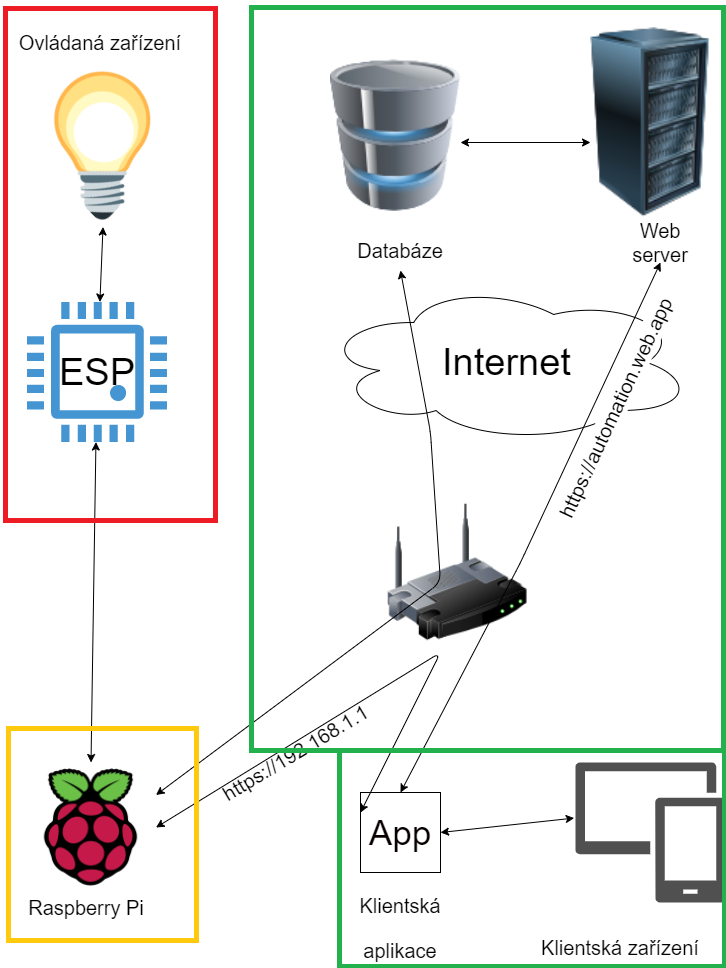 Ovládaná zařízení
ESP
Raspberry Pi
Databáze
Web
server
Internet
https://automation.web.app
https://192.168.1.1
App
Klientská
aplikace
Klientská zařízení